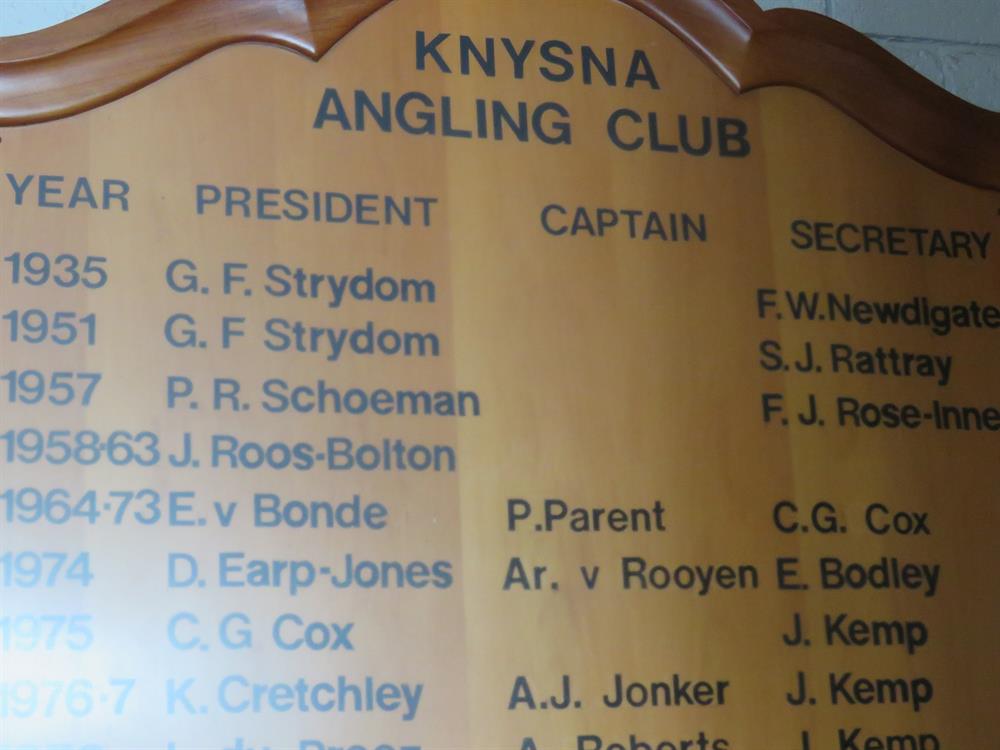 KNYSNA
ANGLING CLUB
YEAR PRESIDENT CAPTAIN SECRETARY
1935 G. F. Strydom F.W.Newdigate
1951 G. F Strydom S.J. Rattray
1957 P. R. Schoeman F. J. Rose-Inne
1958-63 J. Roos-Bolton
1964-73 E. v Bonde P.Parent C.G. Cox
1974 D. Earp-Jones Ar. v Rooyen E. Bodley
1975 C. G Cox J. Kemp
1976-7 K. Cretchley A.J. Jonker J. Kemp
A. Roberts J. Kemp